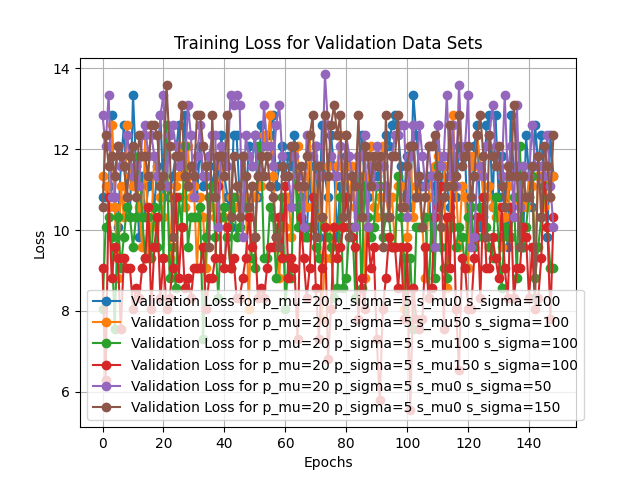 Training Loss for Validation Data Sets
14
12
10
8
6
Loss
Validation Loss for p_mu=20 p_sigma=5 s_mu0 s_sigma=100
Validation Loss for p_mu=20 p_sigma=5 s_mu50 s_sigma=100
Validation Loss for p_mu=20 p_sigma=5 s_mu100 s_sigma=100
Validation Loss for p_mu=20 p_sigma=5 s_mu150 s_sigma=100
Validation Loss for p_mu=20 p_sigma=5 s_mu0 s_sigma=50
Validation Loss for p_mu=20 p_sigma=5 s_mu0 s_sigma=150
0 20 40 60 80 100 120 140
Epochs